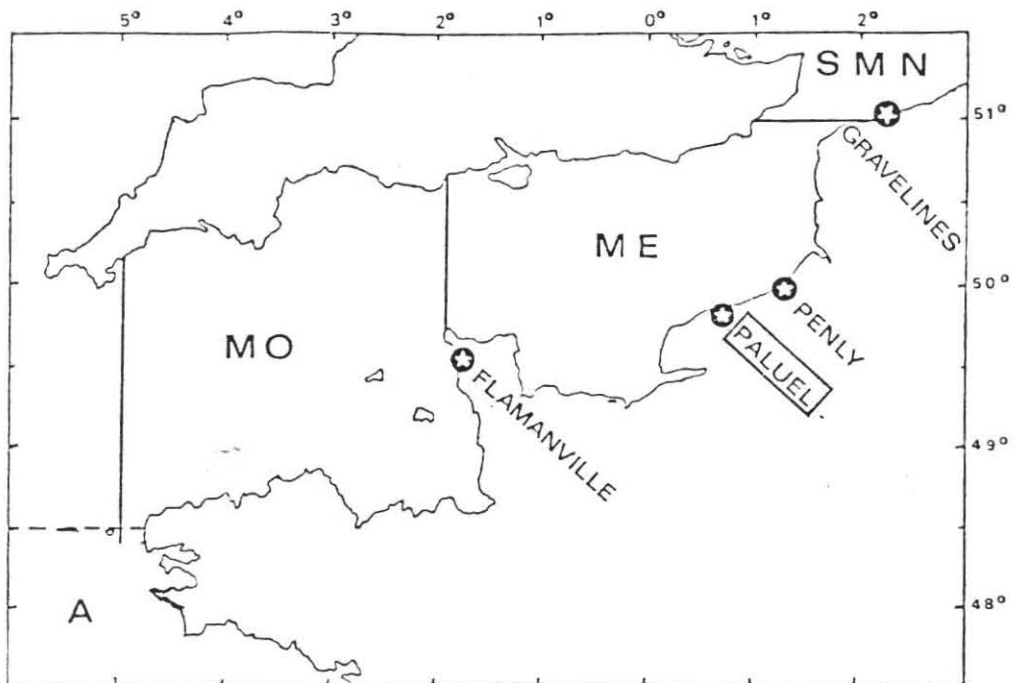 5° 4° 3° 2° 1° 0° 1° 2°
SMN
51°
GRAVELINES
ME
50°
PENLY
MO
PALUEL
FLAMANVILLE
49°
A
48°